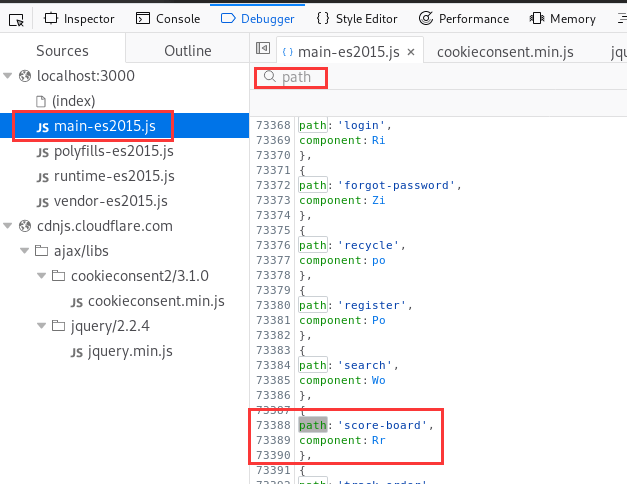 Inspector Console Debugger Style Editor Performance Memory
Sources Outline
main-es2015.js × cookieconsent.min.js
localhost:3000
(index)
JS main-es2015.js
JS polyfills-es2015.js
JS runtime-es2015.js
JS vendor-es2015.js
cdnjs.cloudflare.com
ajax/libs
cookieconsent2/3.1.0
JS cookieconsent.min.js
jquery/2.2.4
JS jquery.min.js
path
73368 path: 'login',
73369 component: Ri
73370 },
73371 {
73372 path: 'forgot-password',
73373 component: Zi
73374 },
73375 {
73376 path: 'recycle',
73377 component: po
73378 },
73379 {
73380 path: 'register',
73381 component: Po
73382 },
73383 {
73384 path: 'search',
73385 component: Wo
73386 },
73387 {
73388 path: 'score-board',
73389 component: Rr
73390 },
73391 {